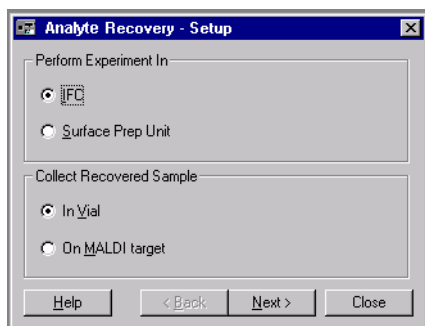 Analyte Recovery - Setup
Perform Experiment In
IFC
Surface Prep Unit
Collect Recovered Sample
In Vial
On MALDI target
Help < Back Next > Close